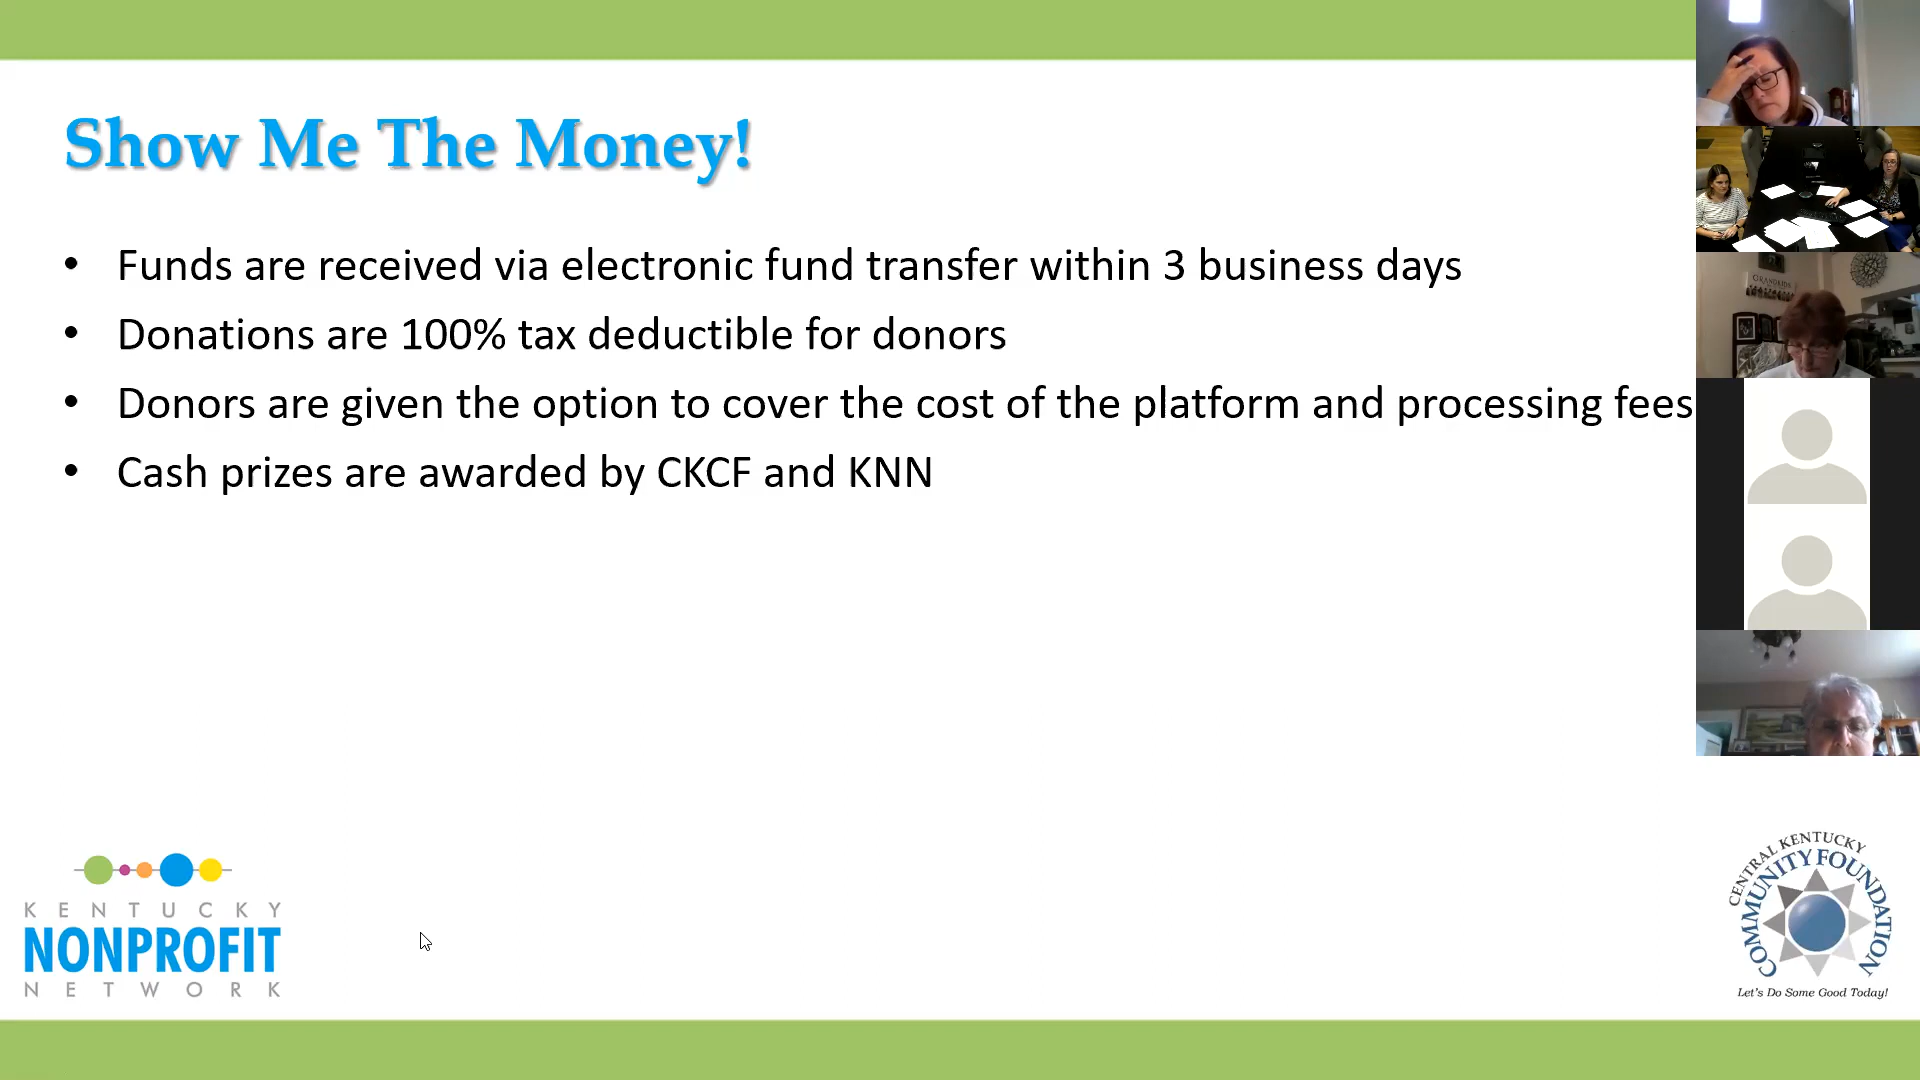 Show Me The Money!
• Funds are received via electronic fund transfer within 3 business days
• Donations are 100% tax deductible for donors
• Donors are given the option to cover the cost of the platform and processing fees
• Cash prizes are awarded by CKCF and KNN
KENTUCKY
NONPROFIT
NETWORK
CENTRAL KENTUCKY
COMMUNITY FOUNDATION
Let's Do Some Good Today!